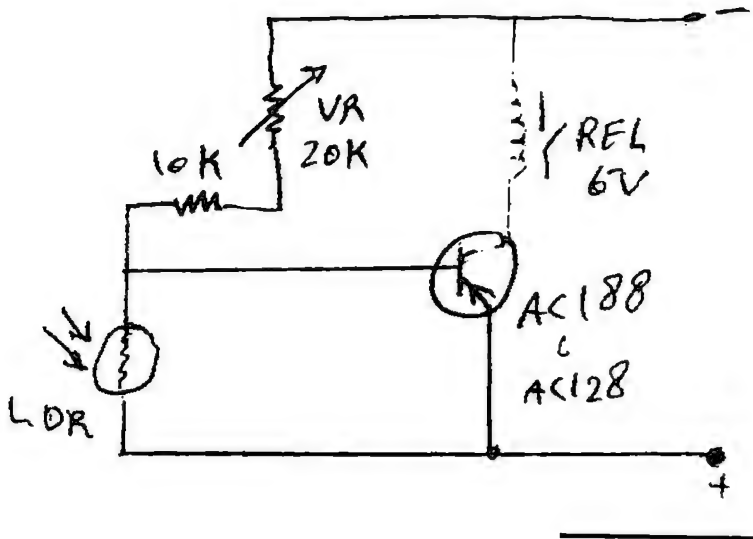 -
VR
20K
10K
REL
6V
AC188
AC128
LDR
+